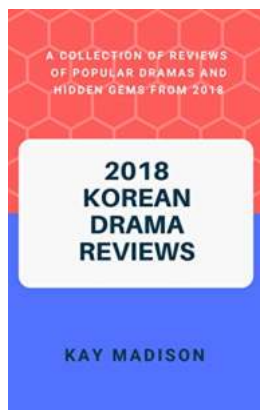 A COLLECTION OF REVIEWS
OF POPULAR DRAMAS AND
HIDDEN GEMS FROM 2018
2018
KOREAN
DRAMA
REVIEWS
KAY MADISON